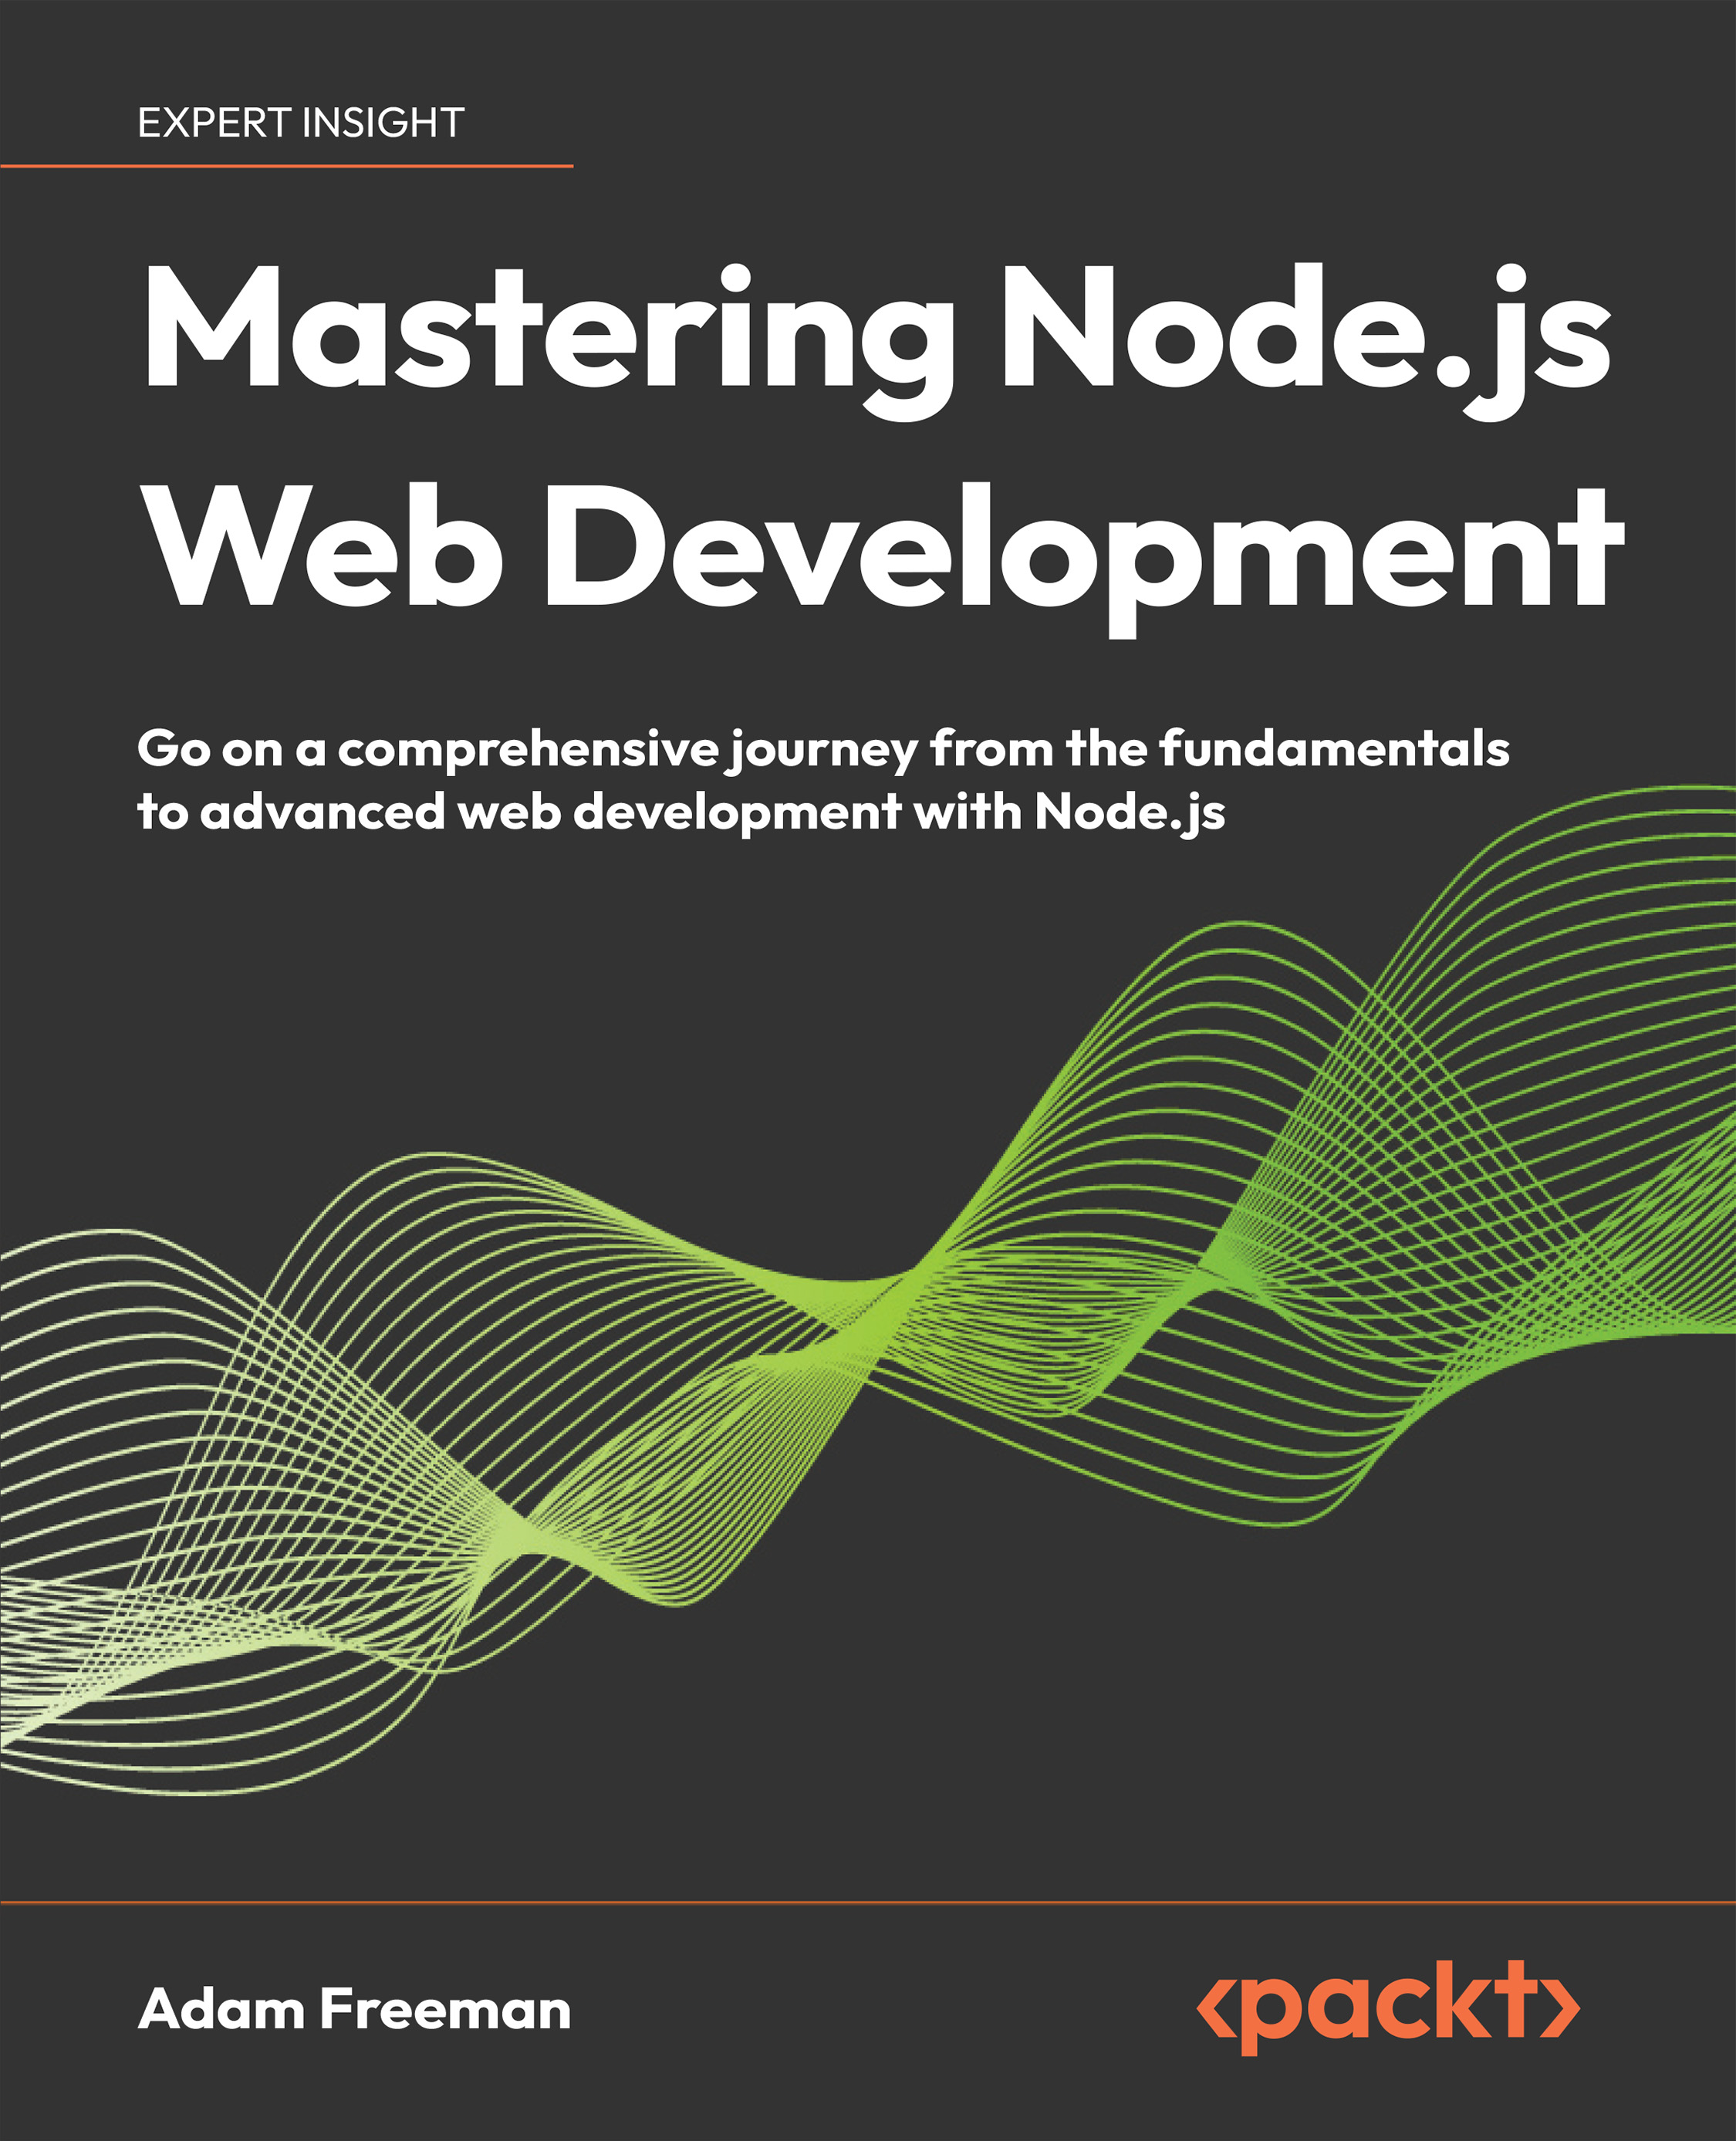 EXPERT INSIGHT
Mastering Node.js
Web Development
Go on a comprehensive journey from the fundamentals
to advanced web development with Node.js
Adam Freeman
<packt>